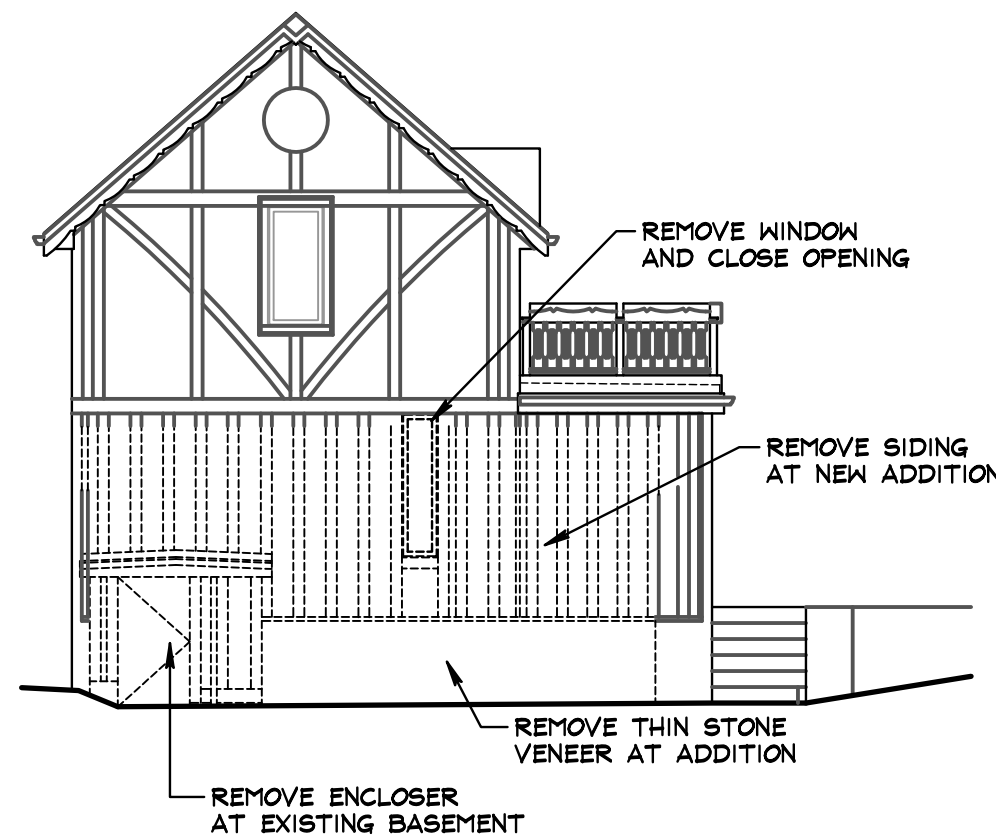 REMOVE WINDOW
AND CLOSE OPENING
REMOVE SIDING
AT NEW ADDITION
REMOVE THIN STONE
VENEER AT ADDITION
REMOVE ENCLOSER
AT EXISTING BASEMENT